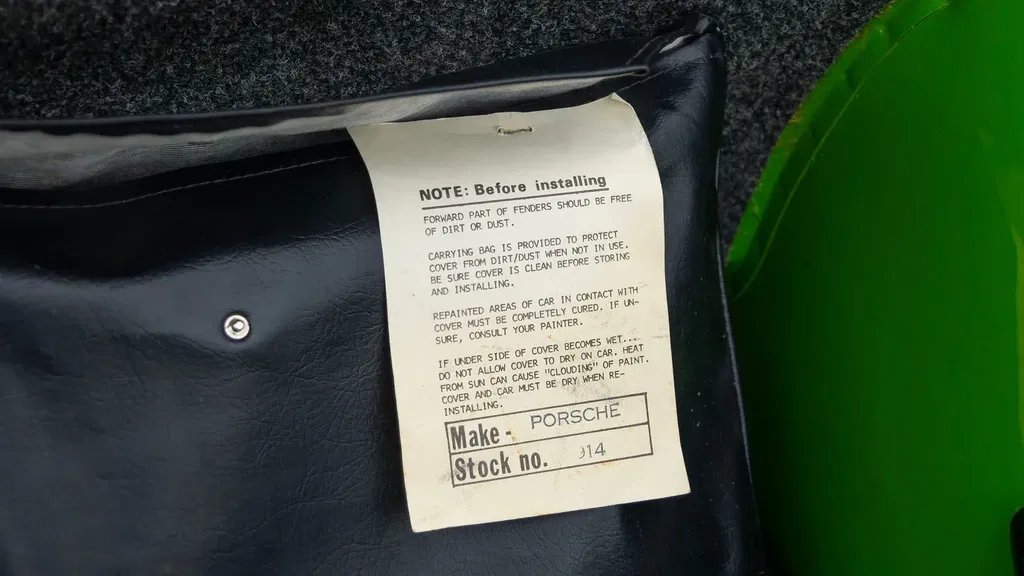 NOTE: Before installing
FORWARD PART OF FENDERS SHOULD BE FREE
OF DIRT OR DUST.
CARRYING BAG IS PROVIDED TO PROTECT
COVER FROM DIRT/DUST WHEN NOT IN USE.
BE SURE COVER IS CLEAN BEFORE STORING
AND INSTALLING.
REPAINTED AREAS OF CAR IN CONTACT WITH
COVER MUST BE COMPLETELY CURED. IF UN-
SURE, CONSULT YOUR PAINTER.
IF UNDER SIDE OF COVER BECOMES WET...
DO NOT ALLOW COVER TO DRY ON CAR. HEAT
FROM SUN CAN CAUSE "CLOUDING" OF PAINT.
COVER AND CAR MUST BE DRY WHEN RE-
INSTALLING.
Make - PORSCHE
Stock no. 914